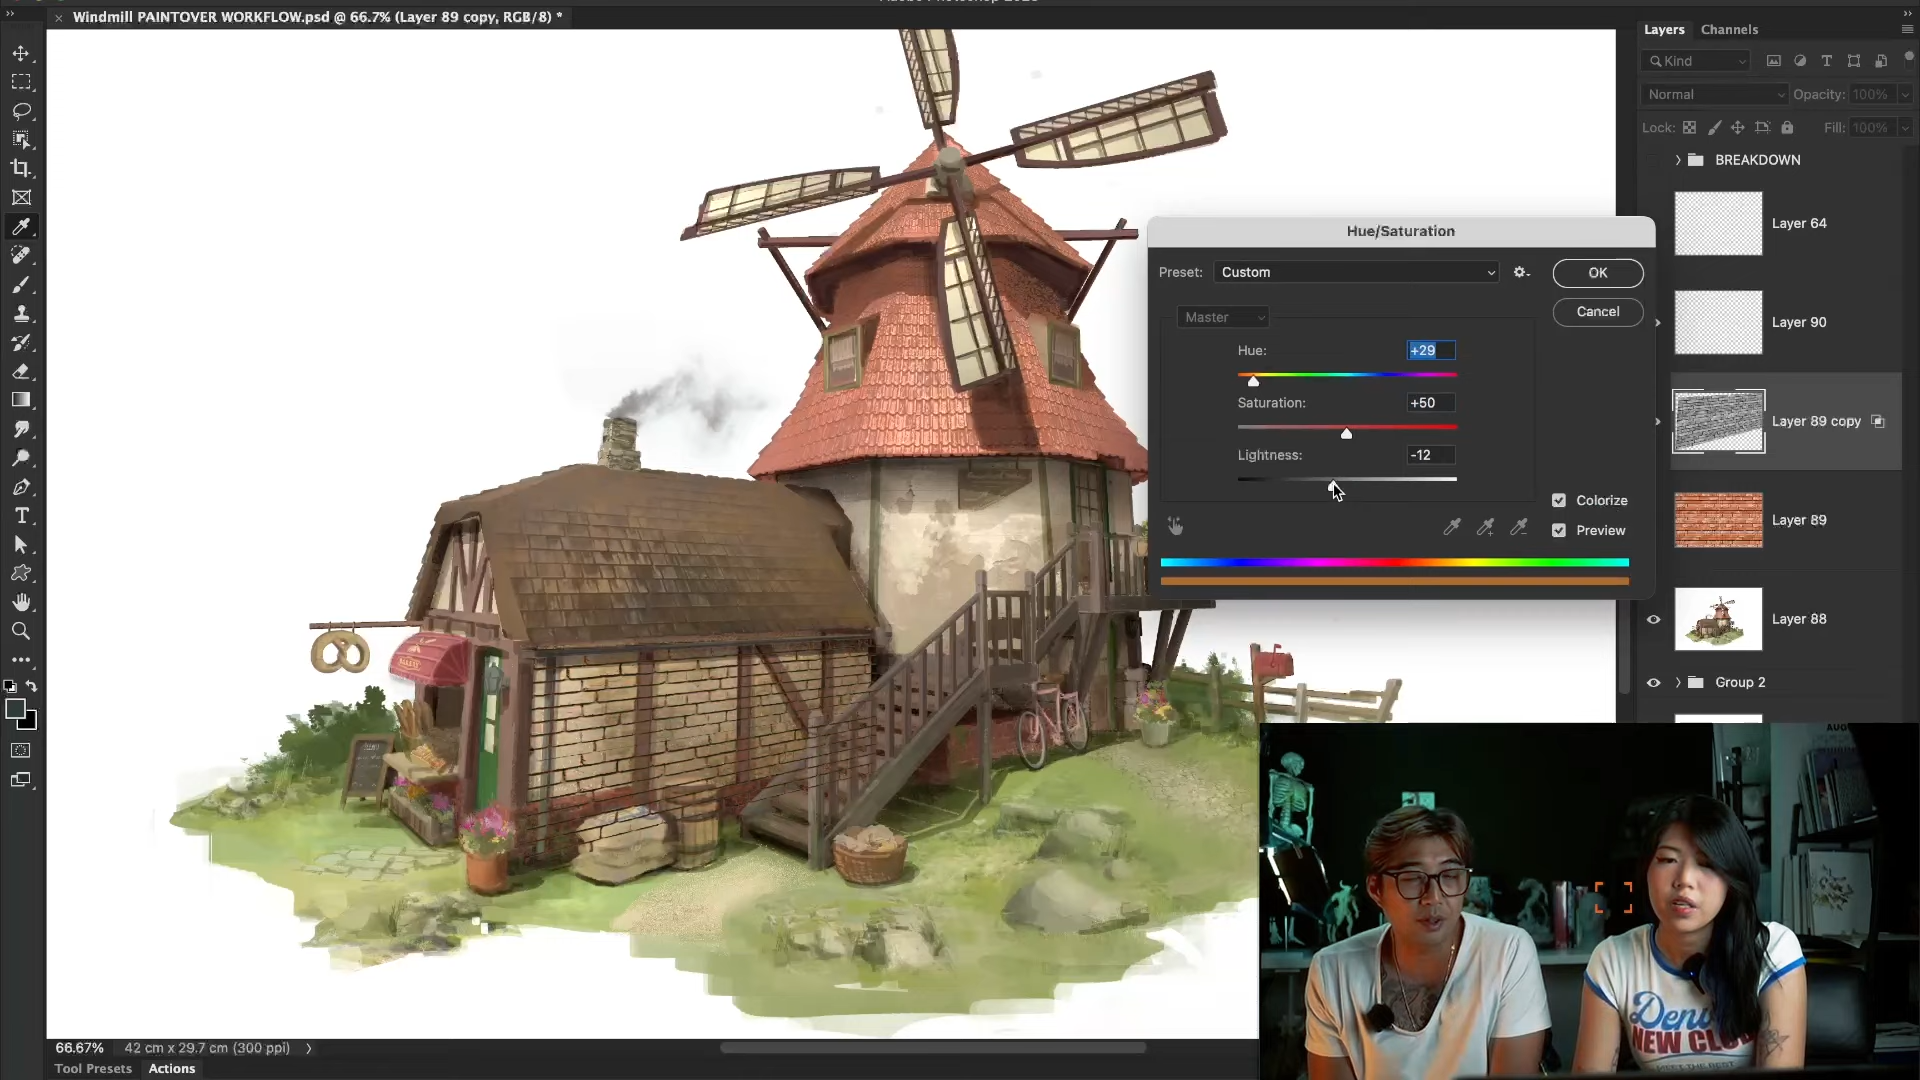 Windmill PAINTOVER WORKFLOW.psd @ 66.7% (Layer 89 copy, RGB/8) *
Layers Channels
Kind
Normal Opacity: 100%
Lock: Fill: 100%
BREAKDOWN
Layer 64
Layer 90
Layer 89 copy
Layer 89
Layer 88
Group 2
Hue/Saturation
Preset: Custom
OK
Cancel
Master
Hue: +29
Saturation: +50
Lightness: -12
Colorize
Preview
BAKERY
66.67% 42 cm x 29.7 cm (300 ppi)
Tool Presets Actions
NEW CLUB